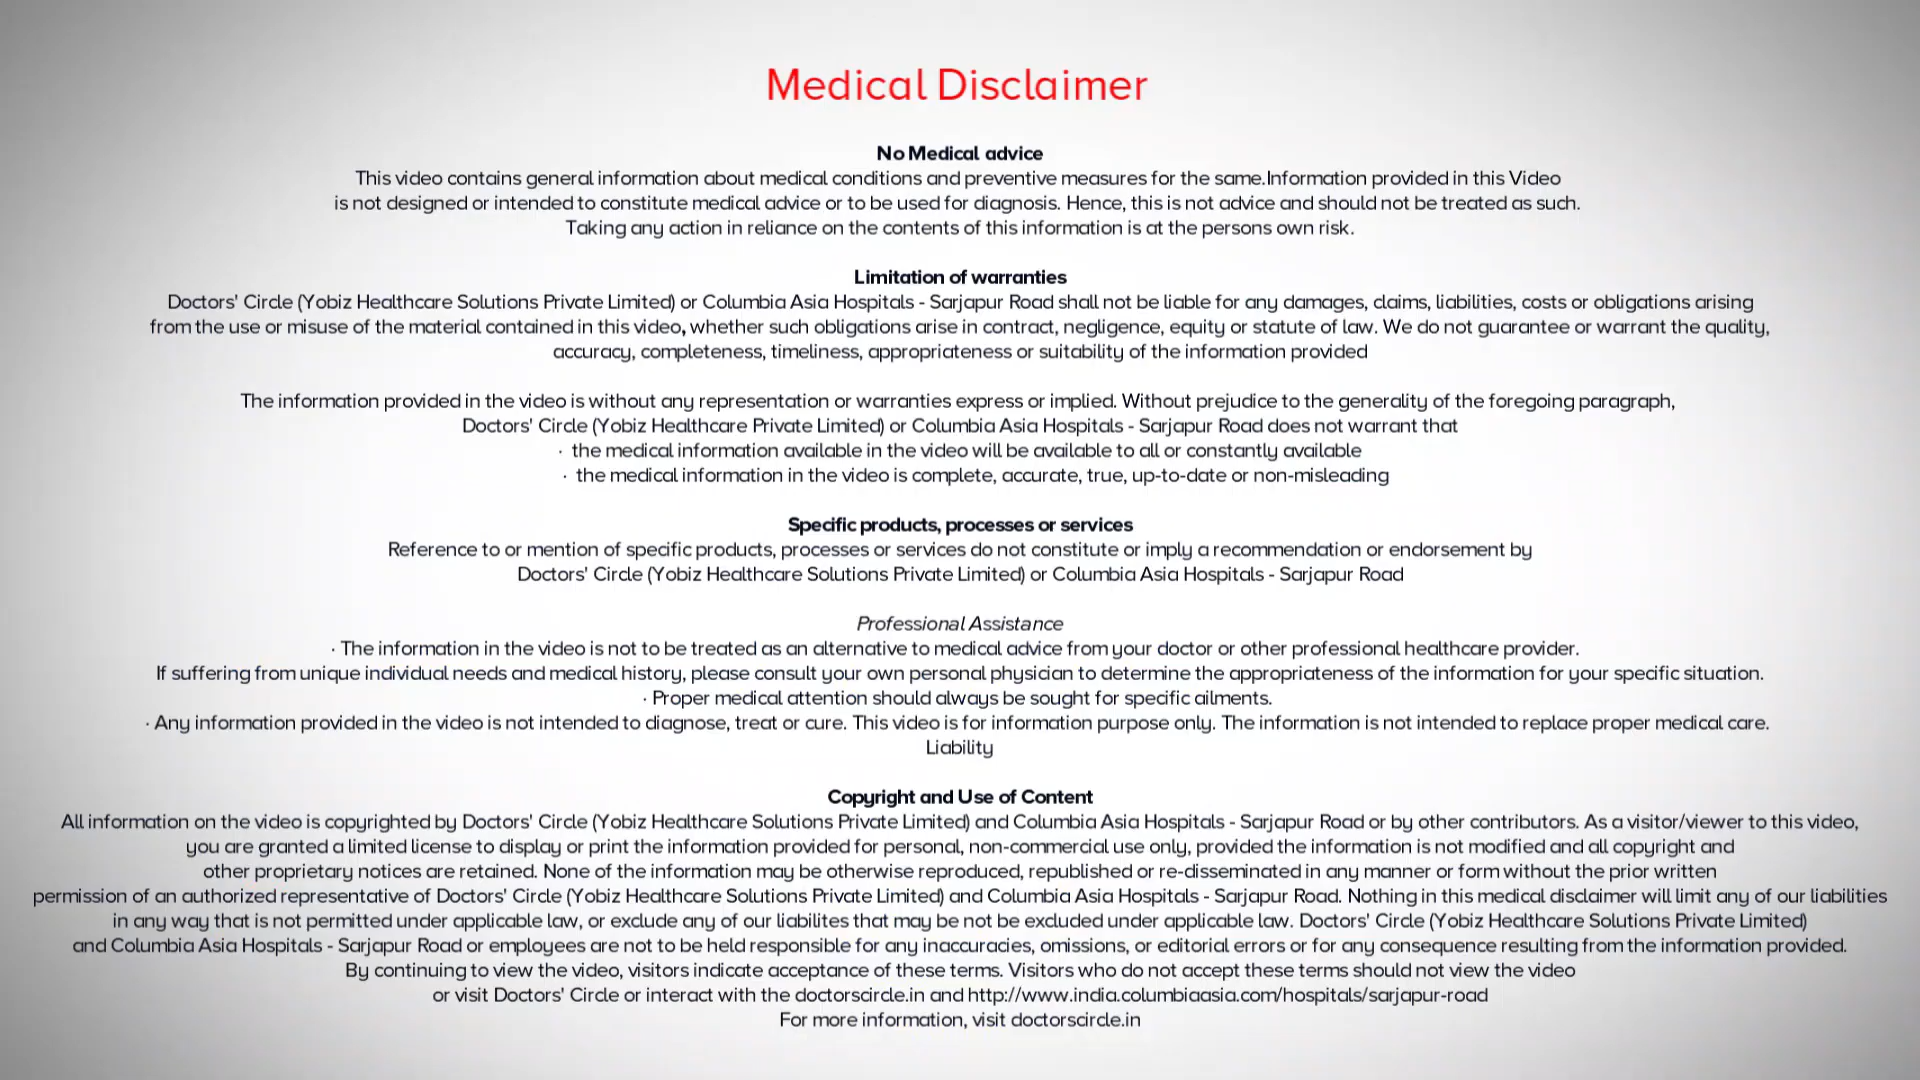 Medical Disclaimer
No Medical advice
This video contains general information about medical conditions and preventive measures for the same.Information provided in this Video
is not designed or intended to constitute medical advice or to be used for diagnosis. Hence, this is not advice and should not be treated as such.
Taking any action in reliance on the contents of this information is at the persons own risk.
Limitation of warranties
Doctors' Circle (Yobiz Healthcare Solutions Private Limited) or Columbia Asia Hospitals - Sarjapur Road shall not be liable for any damages, claims, liabilities, costs or obligations arising
from the use or misuse of the material contained in this video, whether such obligations arise in contract, negligence, equity or statute of law. We do not guarantee or warrant the quality,
accuracy, completeness, timeliness, appropriateness or suitability of the information provided
The information provided in the video is without any representation or warranties express or implied. Without prejudice to the generality of the foregoing paragraph,
Doctors' Circle (Yobiz Healthcare Private Limited) or Columbia Asia Hospitals - Sarjapur Road does not warrant that
· the medical information available in the video will be available to all or constantly available
· the medical information in the video is complete, accurate, true, up-to-date or non-misleading
Specific products, processes or services
Reference to or mention of specific products, processes or services do not constitute or imply a recommendation or endorsement by
Doctors' Circle (Yobiz Healthcare Solutions Private Limited) or Columbia Asia Hospitals - Sarjapur Road
Professional Assistance
· The information in the video is not to be treated as an alternative to medical advice from your doctor or other professional healthcare provider.
If suffering from unique individual needs and medical history, please consult your own personal physician to determine the appropriateness of the information for your specific situation.
· Proper medical attention should always be sought for specific ailments.
· Any information provided in the video is not intended to diagnose, treat or cure. This video is for information purpose only. The information is not intended to replace proper medical care.
Liability
Copyright and Use of Content
All information on the video is copyrighted by Doctors' Circle (Yobiz Healthcare Solutions Private Limited) and Columbia Asia Hospitals - Sarjapur Road or by other contributors. As a visitor/viewer to this video,
you are granted a limited license to display or print the information provided for personal, non-commercial use only, provided the information is not modified and all copyright and
other proprietary notices are retained. None of the information may be otherwise reproduced, republished or re-disseminated in any manner or form without the prior written
permission of an authorized representative of Doctors' Circle (Yobiz Healthcare Solutions Private Limited) and Columbia Asia Hospitals - Sarjapur Road. Nothing in this medical disclaimer will limit any of our liabilities
in any way that is not permitted under applicable law, or exclude any of our liabilites that may be not be excluded under applicable law. Doctors' Circle (Yobiz Healthcare Solutions Private Limited)
and Columbia Asia Hospitals - Sarjapur Road or employees are not to be held responsible for any inaccuracies, omissions, or editorial errors or for any consequence resulting from the information provided.
By continuing to view the video, visitors indicate acceptance of these terms. Visitors who do not accept these terms should not view the video
or visit Doctors' Circle or interact with the doctorscircle.in and http://www.india.columbiaasia.com/hospitals/sarjapur-road
For more information, visit doctorscircle.in